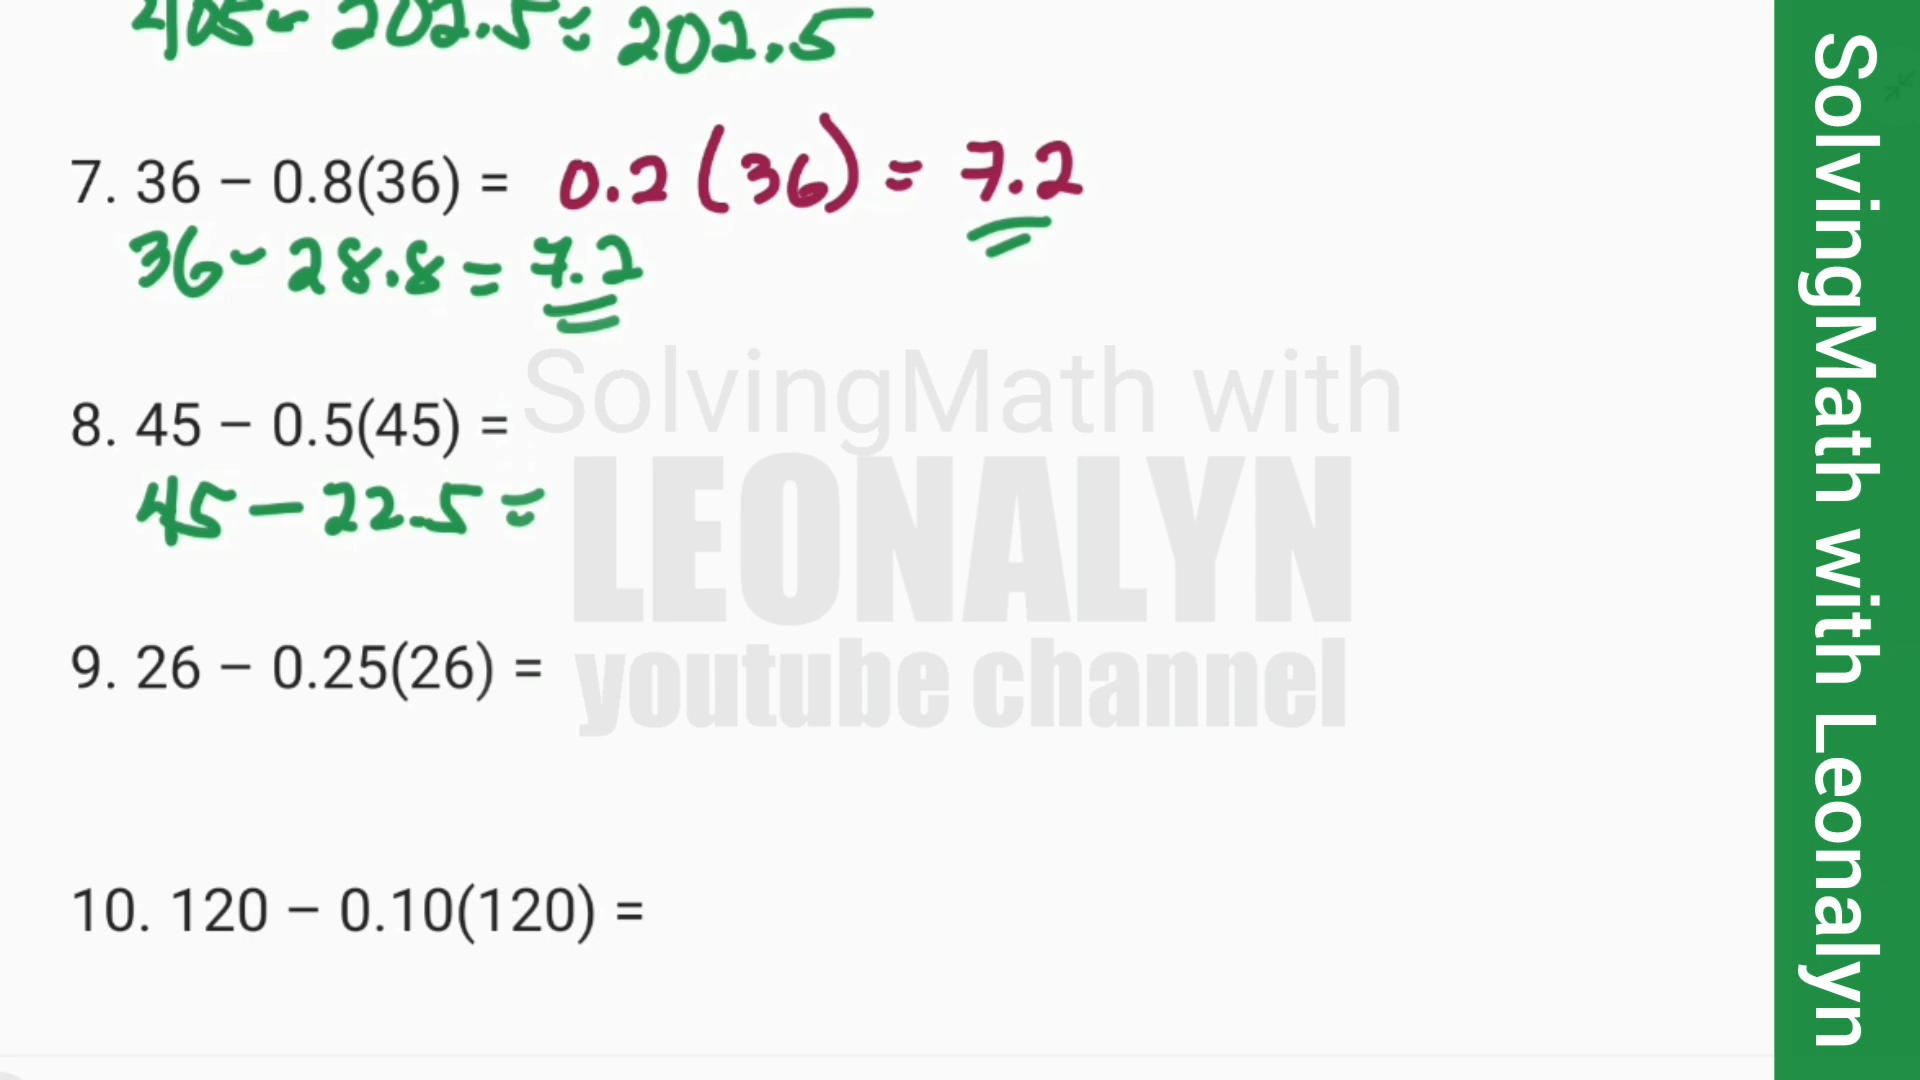 405 - 202.5 = 202.5
7. 36 – 0.8(36) = 0.2 (36) = 7.2
36 - 28.8 = 7.2
8. 45 – 0.5(45) =
45 - 22.5 =
9. 26 – 0.25(26) =
10. 120 – 0.10(120) =
SolvingMath with
LEONALYN
youtube channel
SolvingMath with Leonalyn